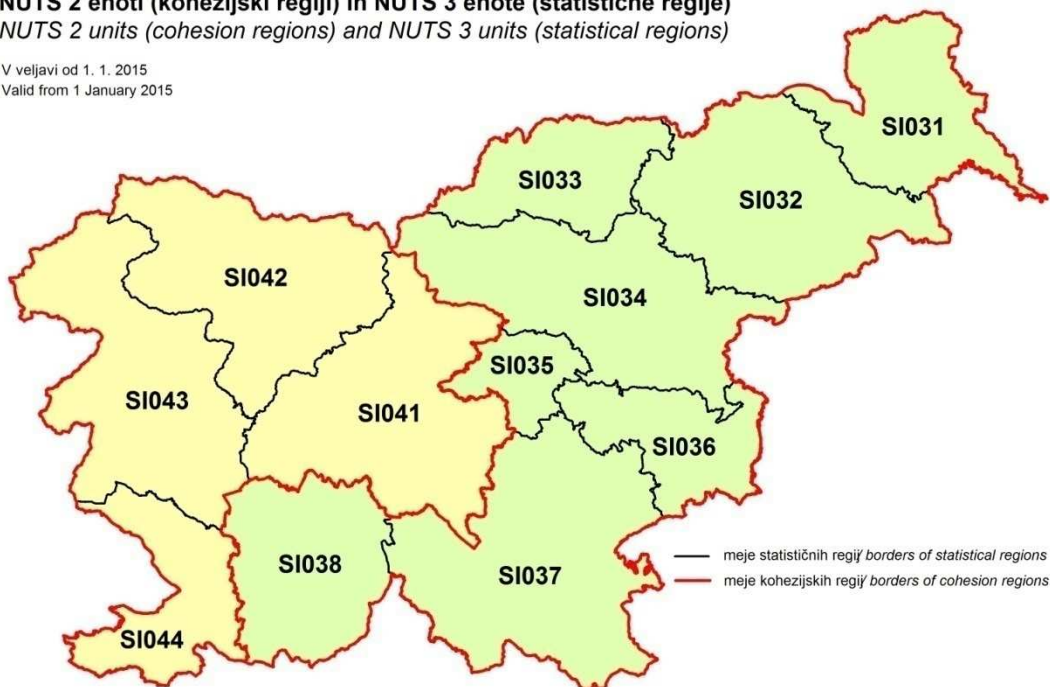 NUTS 2 enoti (kohezijski regiji) in NUTS 3 enote (statistične regije)
NUTS 2 units (cohesion regions) and NUTS 3 units (statistical regions)
V veljavi od 1. 1. 2015
Valid from 1 January 2015
SI031
SI033
SI032
SI042
SI034
SI035
SI043
SI041
SI036
SI038
SI037
SI044
meje statističnih regij/ borders of statistical regions
meje kohezijskih regij/ borders of cohesion regions